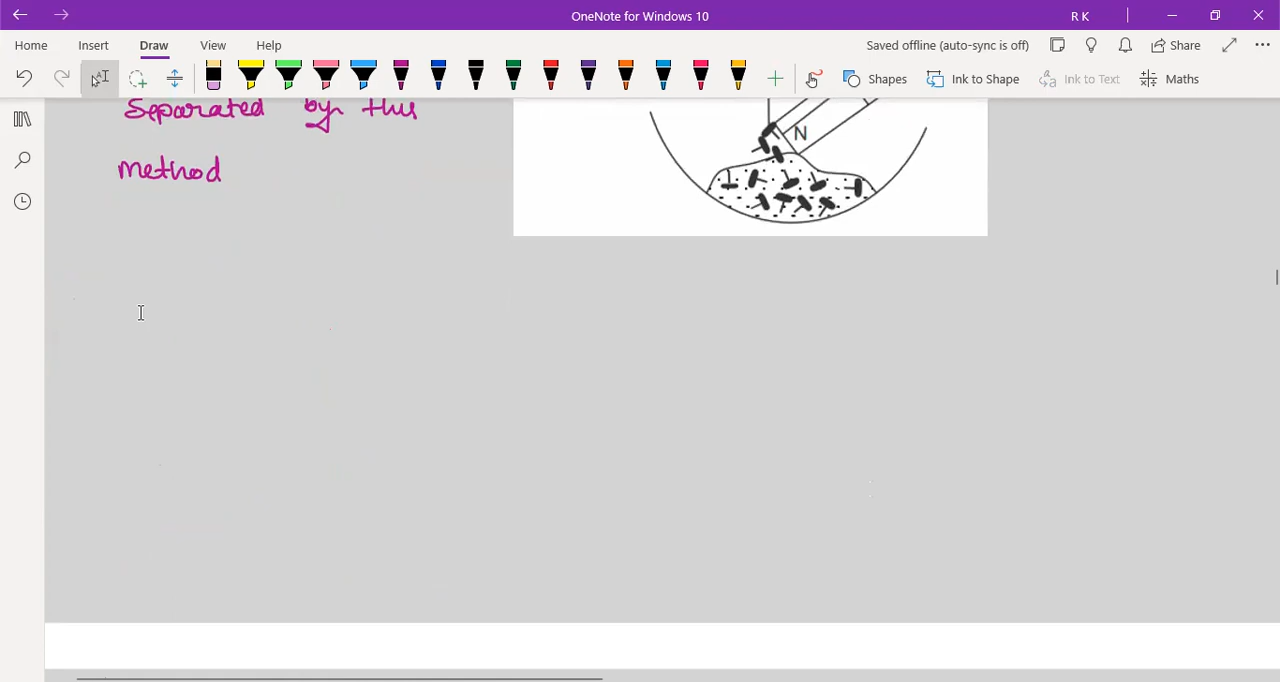 OneNote for Windows 10
R K
Home Insert Draw View Help
Saved offline (auto-sync is off) Share
Shapes Ink to Shape Ink to Text Maths
Separated by this
Method
N